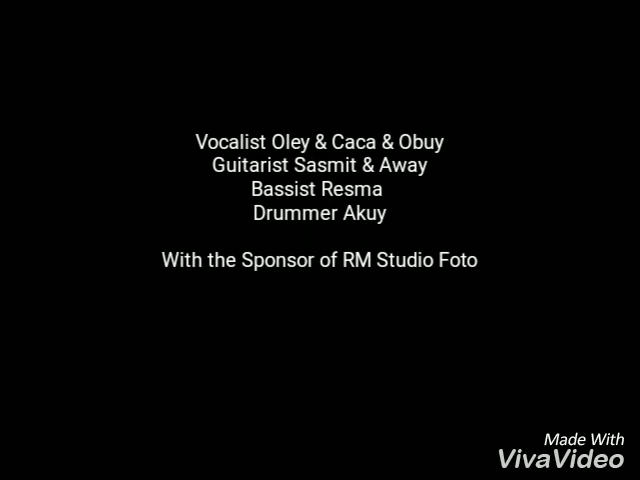 Vocalist Oley & Caca & Obuy
Guitarist Sasmit & Away
Bassist Resma
Drummer Akuy
With the Sponsor of RM Studio Foto
Made With
VivaVideo